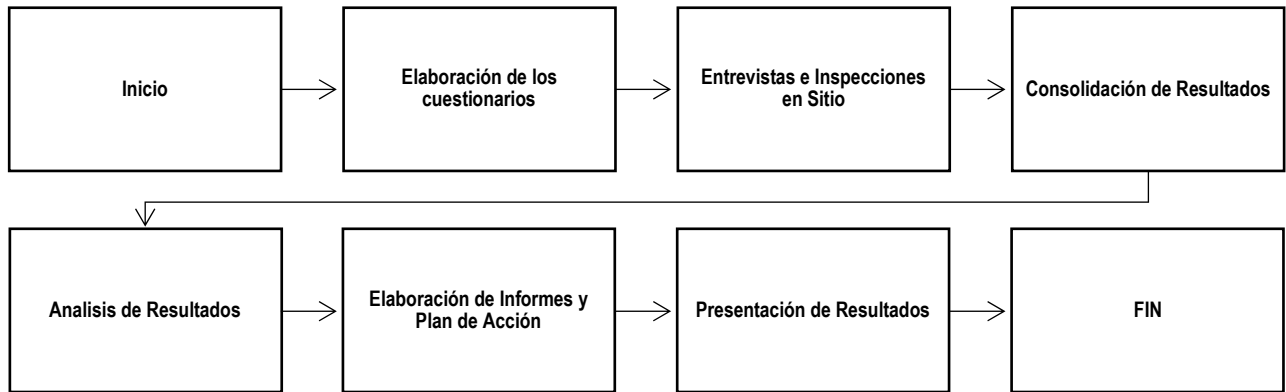 Inicio
Elaboración de los
cuestionarios
Entrevistas e Inspecciones
en Sitio
Consolidación de Resultados
Analisis de Resultados
Elaboración de Informes y
Plan de Acción
Presentación de Resultados
FIN